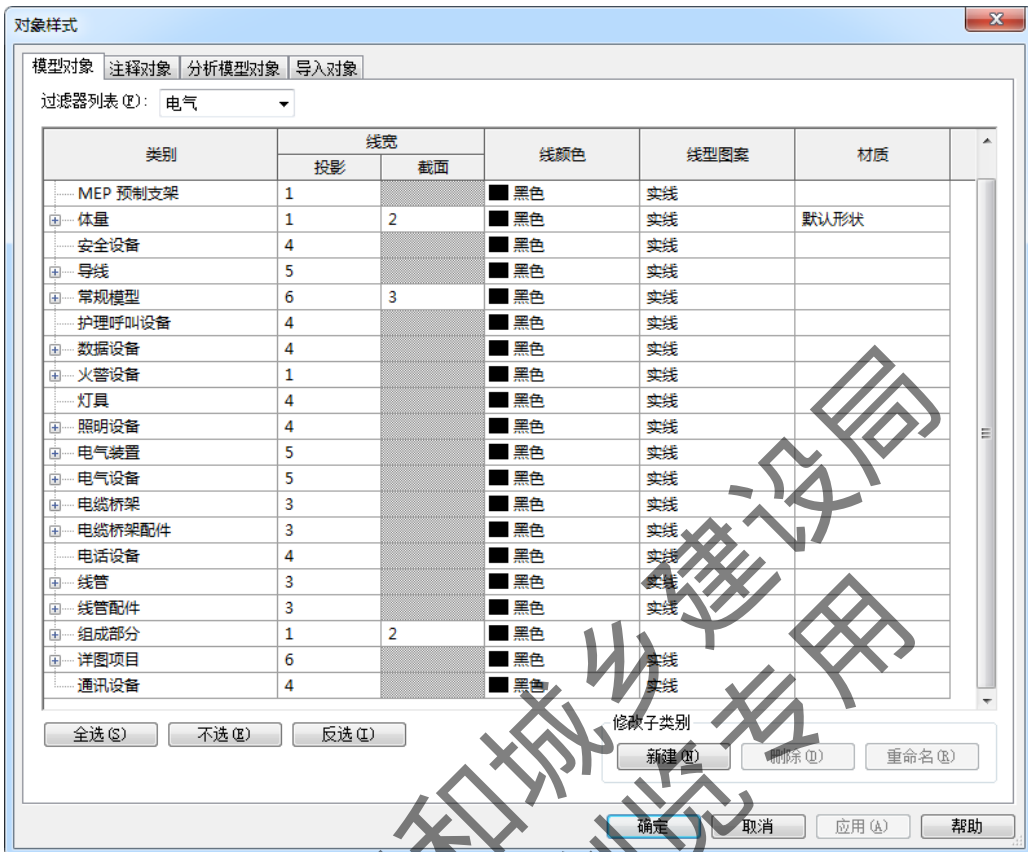 对象样式
模型对象 注释对象 分析模型对象 导入对象
过滤器列表(F): 电气
类别 线宽 线颜色 线型图案 材质
投影 截面
MEP 预制支架 1 黑色 实线
体量 1 2 黑色 实线 默认形状
安全设备 4 黑色 实线
导线 5 黑色 实线
常规模型 6 3 黑色 实线
护理呼叫设备 4 黑色 实线
数据设备 4 黑色 实线
火警设备 1 黑色 实线
灯具 4 黑色 实线
照明设备 4 黑色 实线
电气装置 5 黑色 实线
电气设备 5 黑色 实线
电缆桥架 3 黑色 实线
电缆桥架配件 3 黑色 实线
电话设备 4 黑色 实线
线管 3 黑色 实线
线管配件 3 黑色 实线
组成部分 1 2 黑色
详图项目 6 黑色 实线
通讯设备 4 黑色 实线
全选(S) 不选(E) 反选(I)
修改子类别
新建(N) 删除(D) 重命名(R)
确定 取消 应用(A) 帮助
和城乡建设局
浏览专用